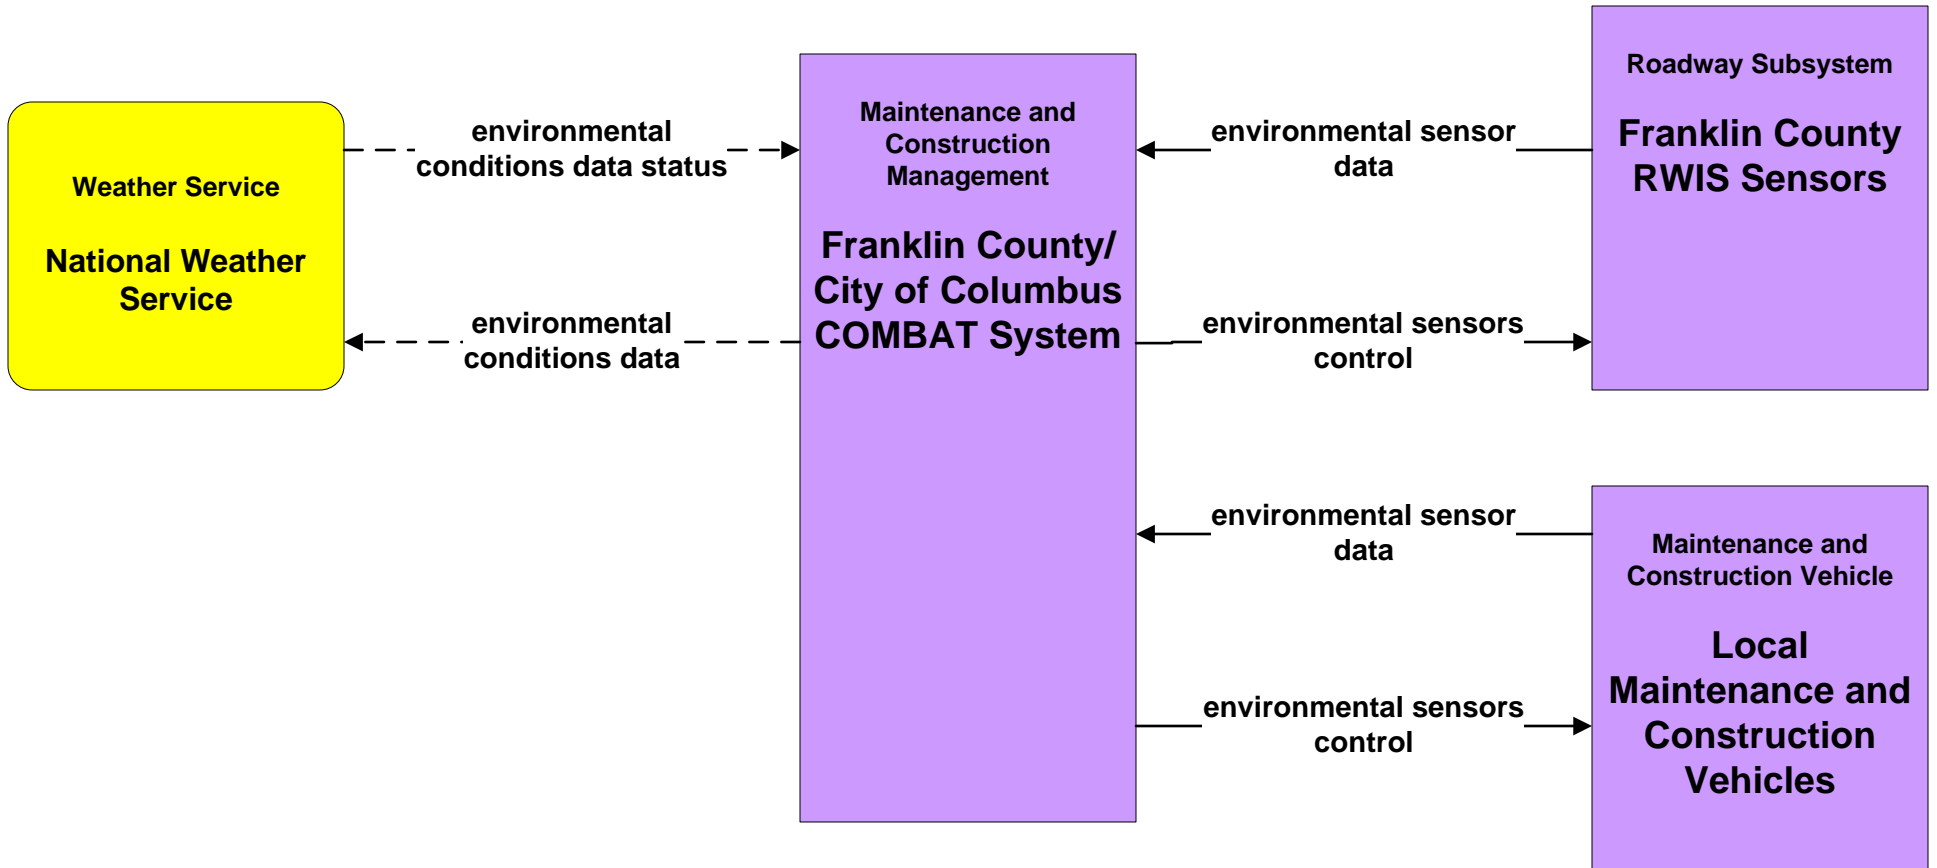 Weather Service
National Weather
Service
environmental
conditions data status
environmental
conditions data
Maintenance and
Construction
Management
Franklin County/
City of Columbus
COMBAT System
environmental sensor
data
environmental sensors
control
environmental sensor
data
environmental sensors
control
Roadway Subsystem
Franklin County
RWIS Sensors
Maintenance and
Construction Vehicle
Local
Maintenance and
Construction
Vehicles